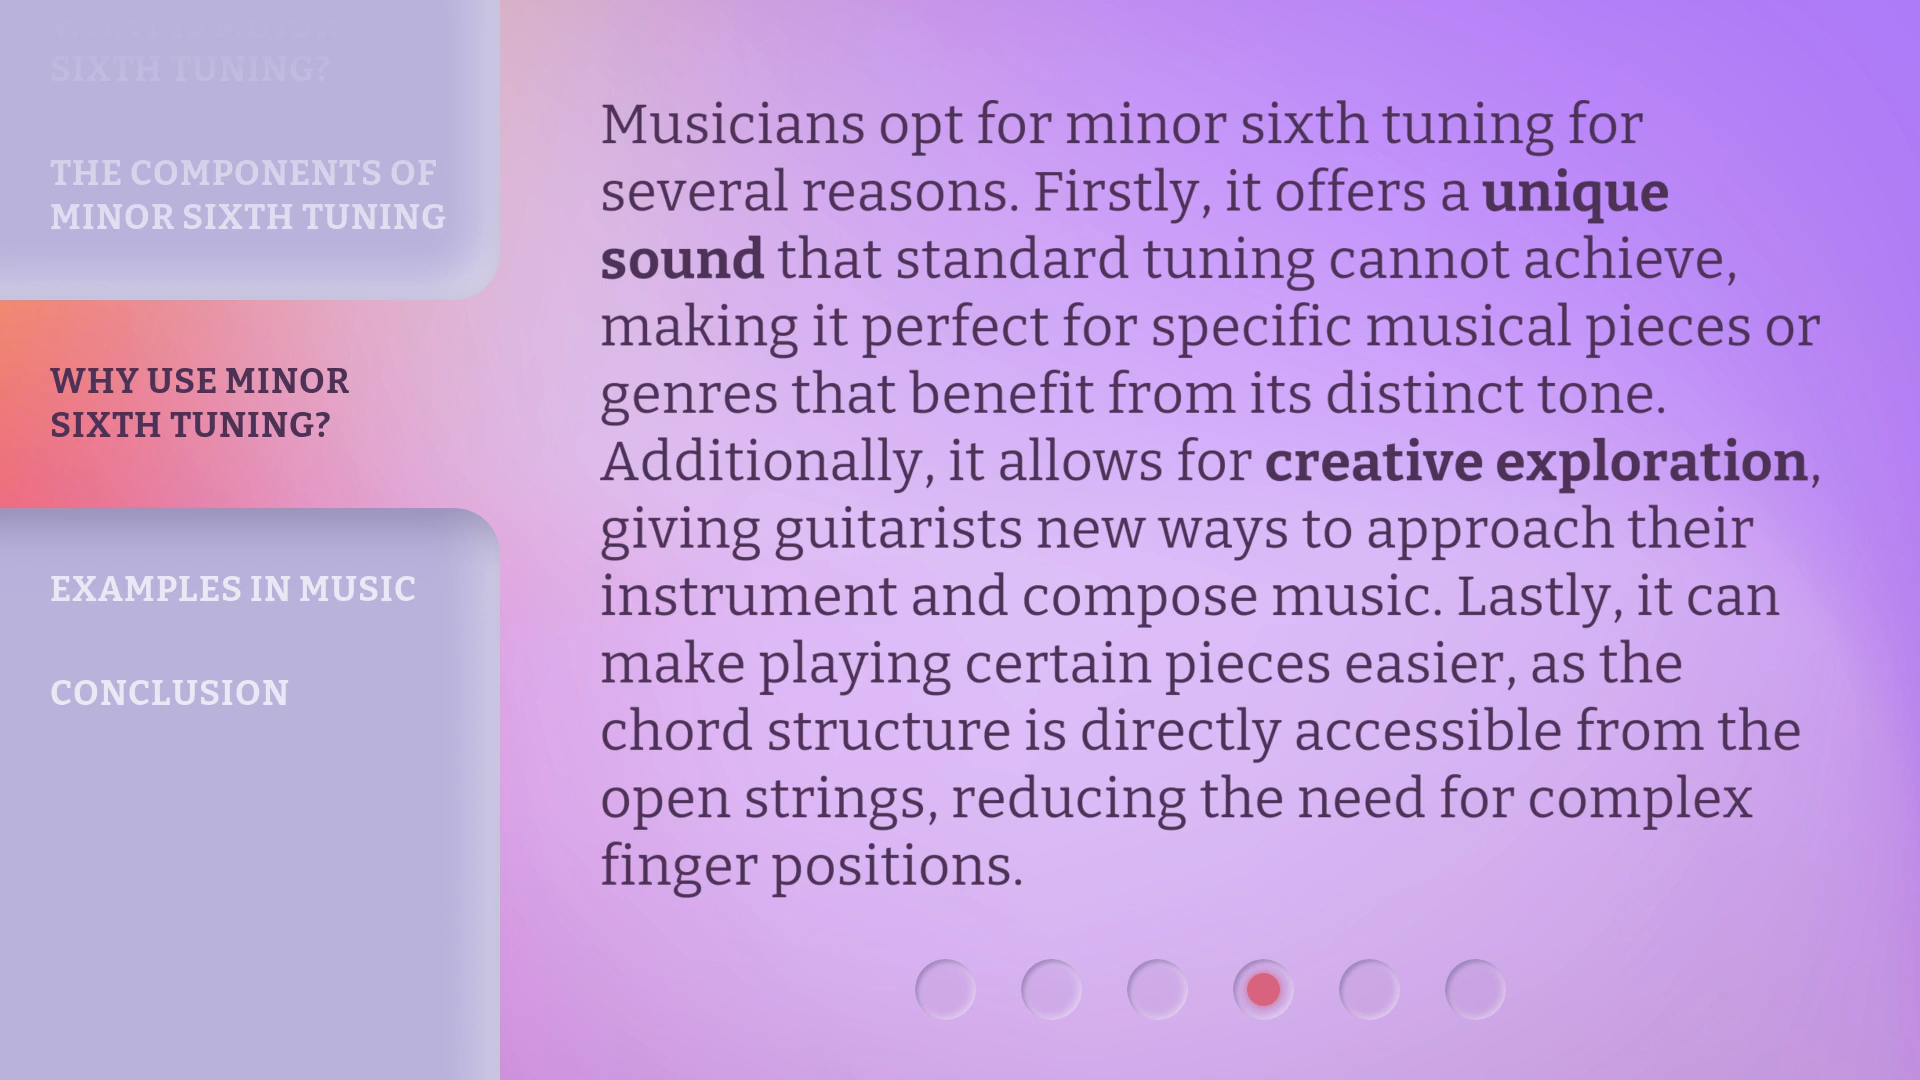 SIXTH TUNING?
THE COMPONENTS OF
MINOR SIXTH TUNING
WHY USE MINOR
SIXTH TUNING?
EXAMPLES IN MUSIC
CONCLUSION
Musicians opt for minor sixth tuning for
several reasons. Firstly, it offers a unique
sound that standard tuning cannot achieve,
making it perfect for specific musical pieces or
genres that benefit from its distinct tone.
Additionally, it allows for creative exploration,
giving guitarists new ways to approach their
instrument and compose music. Lastly, it can
make playing certain pieces easier, as the
chord structure is directly accessible from the
open strings, reducing the need for complex
finger positions.